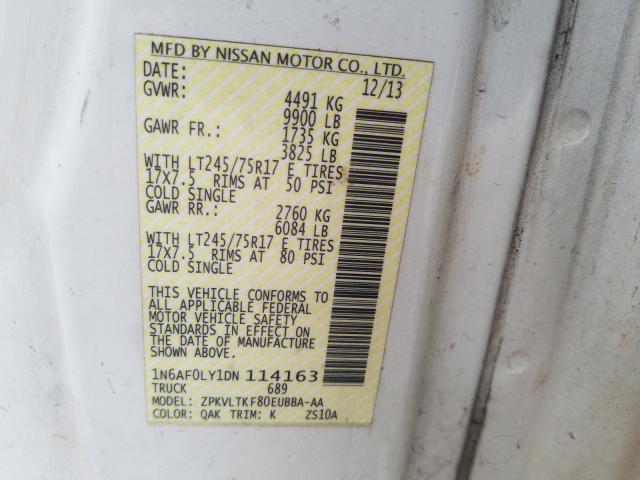 MFD BY NISSAN MOTOR CO., LTD.
DATE: 12/13
GVWR: 4491 KG
9900 LB
GAWR FR.: 1735 KG
3825 LB
WITH LT245/75R17 E TIRES
17X7.5 RIMS AT 50 PSI
COLD SINGLE
GAWR RR.: 2760 KG
6084 LB
WITH LT245/75R17 E TIRES
17X7.5 RIMS AT 80 PSI
COLD SINGLE
THIS VEHICLE CONFORMS TO
ALL APPLICABLE FEDERAL
MOTOR VEHICLE SAFETY
STANDARDS IN EFFECT ON
THE DATE OF MANUFACTURE
SHOWN ABOVE.
1N6AF0LY1DN 114163
TRUCK 689
MODEL: ZPKVLTKF80EUBBA-AA
COLOR: QAK TRIM: K ZS10A